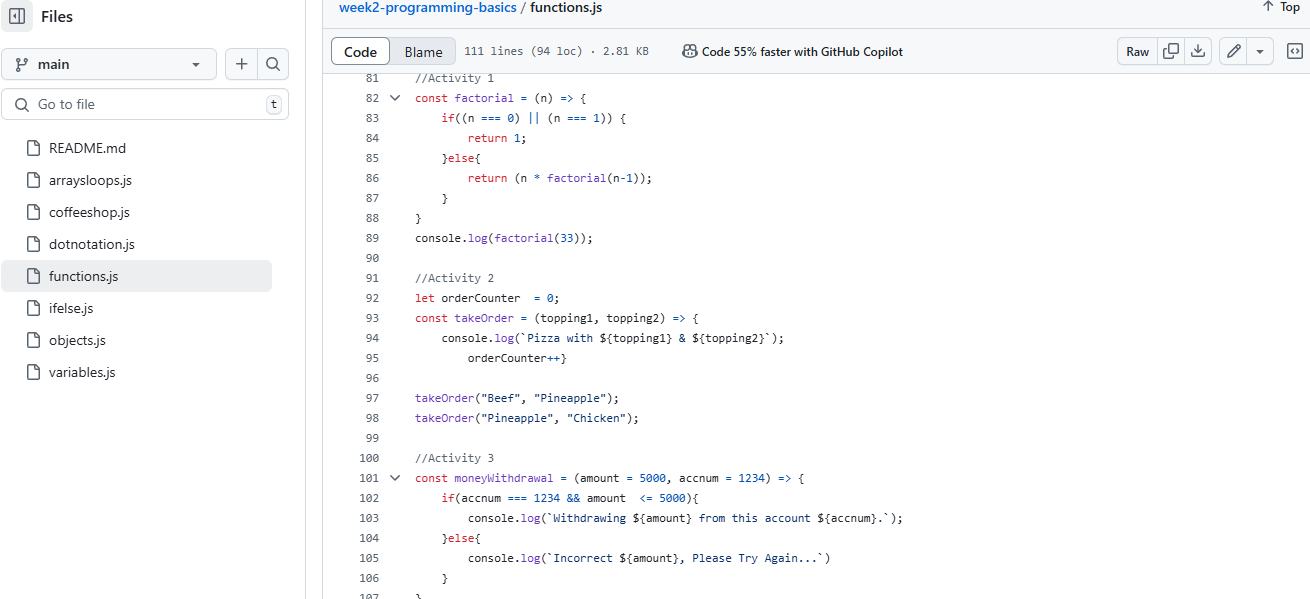 Files
main
Go to file
t
README.md
arraysloops.js
coffeeshop.js
dotnotation.js
functions.js
ifelse.js
objects.js
variables.js
week2-programming-basics / functions.js
Top
Code
Blame
111 lines (94 loc) · 2.81 KB
Code 55% faster with GitHub Copilot
Raw
81 //Activity 1
82 const factorial = (n) => {
83     if((n === 0) || (n === 1)) {
84         return 1;
85     }else{
86         return (n * factorial(n-1));
87     }
88 }
89 console.log(factorial(33));
90
91 //Activity 2
92 let orderCounter  = 0;
93 const takeOrder = (topping1, topping2) => {
94     console.log(`Pizza with ${topping1} & ${topping2}`);
95         orderCounter++}
96
97 takeOrder("Beef", "Pineapple");
98 takeOrder("Pineapple", "Chicken");
99
100 //Activity 3
101 const moneyWithdrawal = (amount = 5000, accnum = 1234) => {
102     if(accnum === 1234 && amount  <= 5000){
103         console.log(`Withdrawing ${amount} from this account ${accnum}.`);
104     }else{
105         console.log(`Incorrect ${amount}, Please Try Again...`)
106     }
107 }